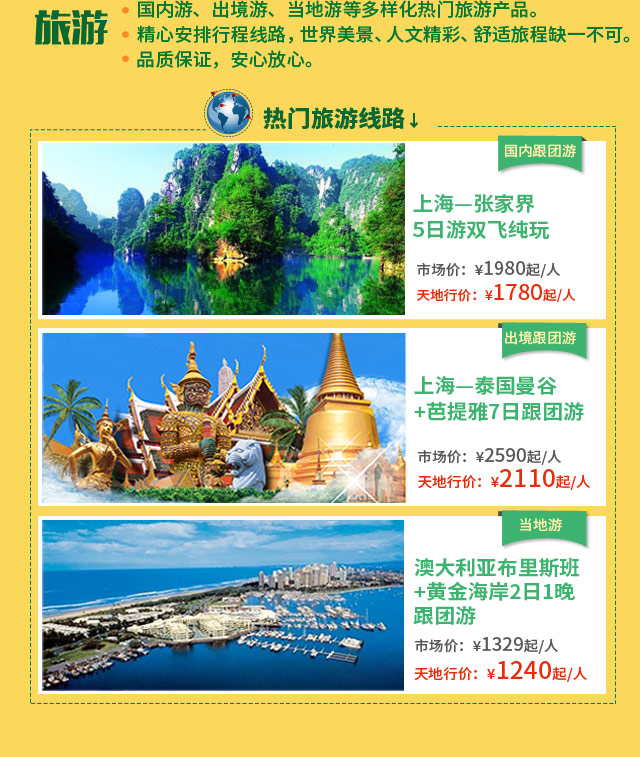 旅游
国内游、出境游、当地游等多样化热门旅游产品。
精心安排行程线路，世界美景、人文精彩、舒适旅程缺一不可。
品质保证，安心放心。
热门旅游线路↓
国内跟团游
上海—张家界
5日游双飞纯玩
市场价：¥1980起/人
天地行价：¥1780起/人
出境跟团游
上海—泰国曼谷
+芭提雅7日跟团游
市场价：¥2590起/人
天地行价：¥2110起/人
当地游
澳大利亚布里斯班
+黄金海岸2日1晚
跟团游
市场价：¥1329起/人
天地行价：¥1240起/人